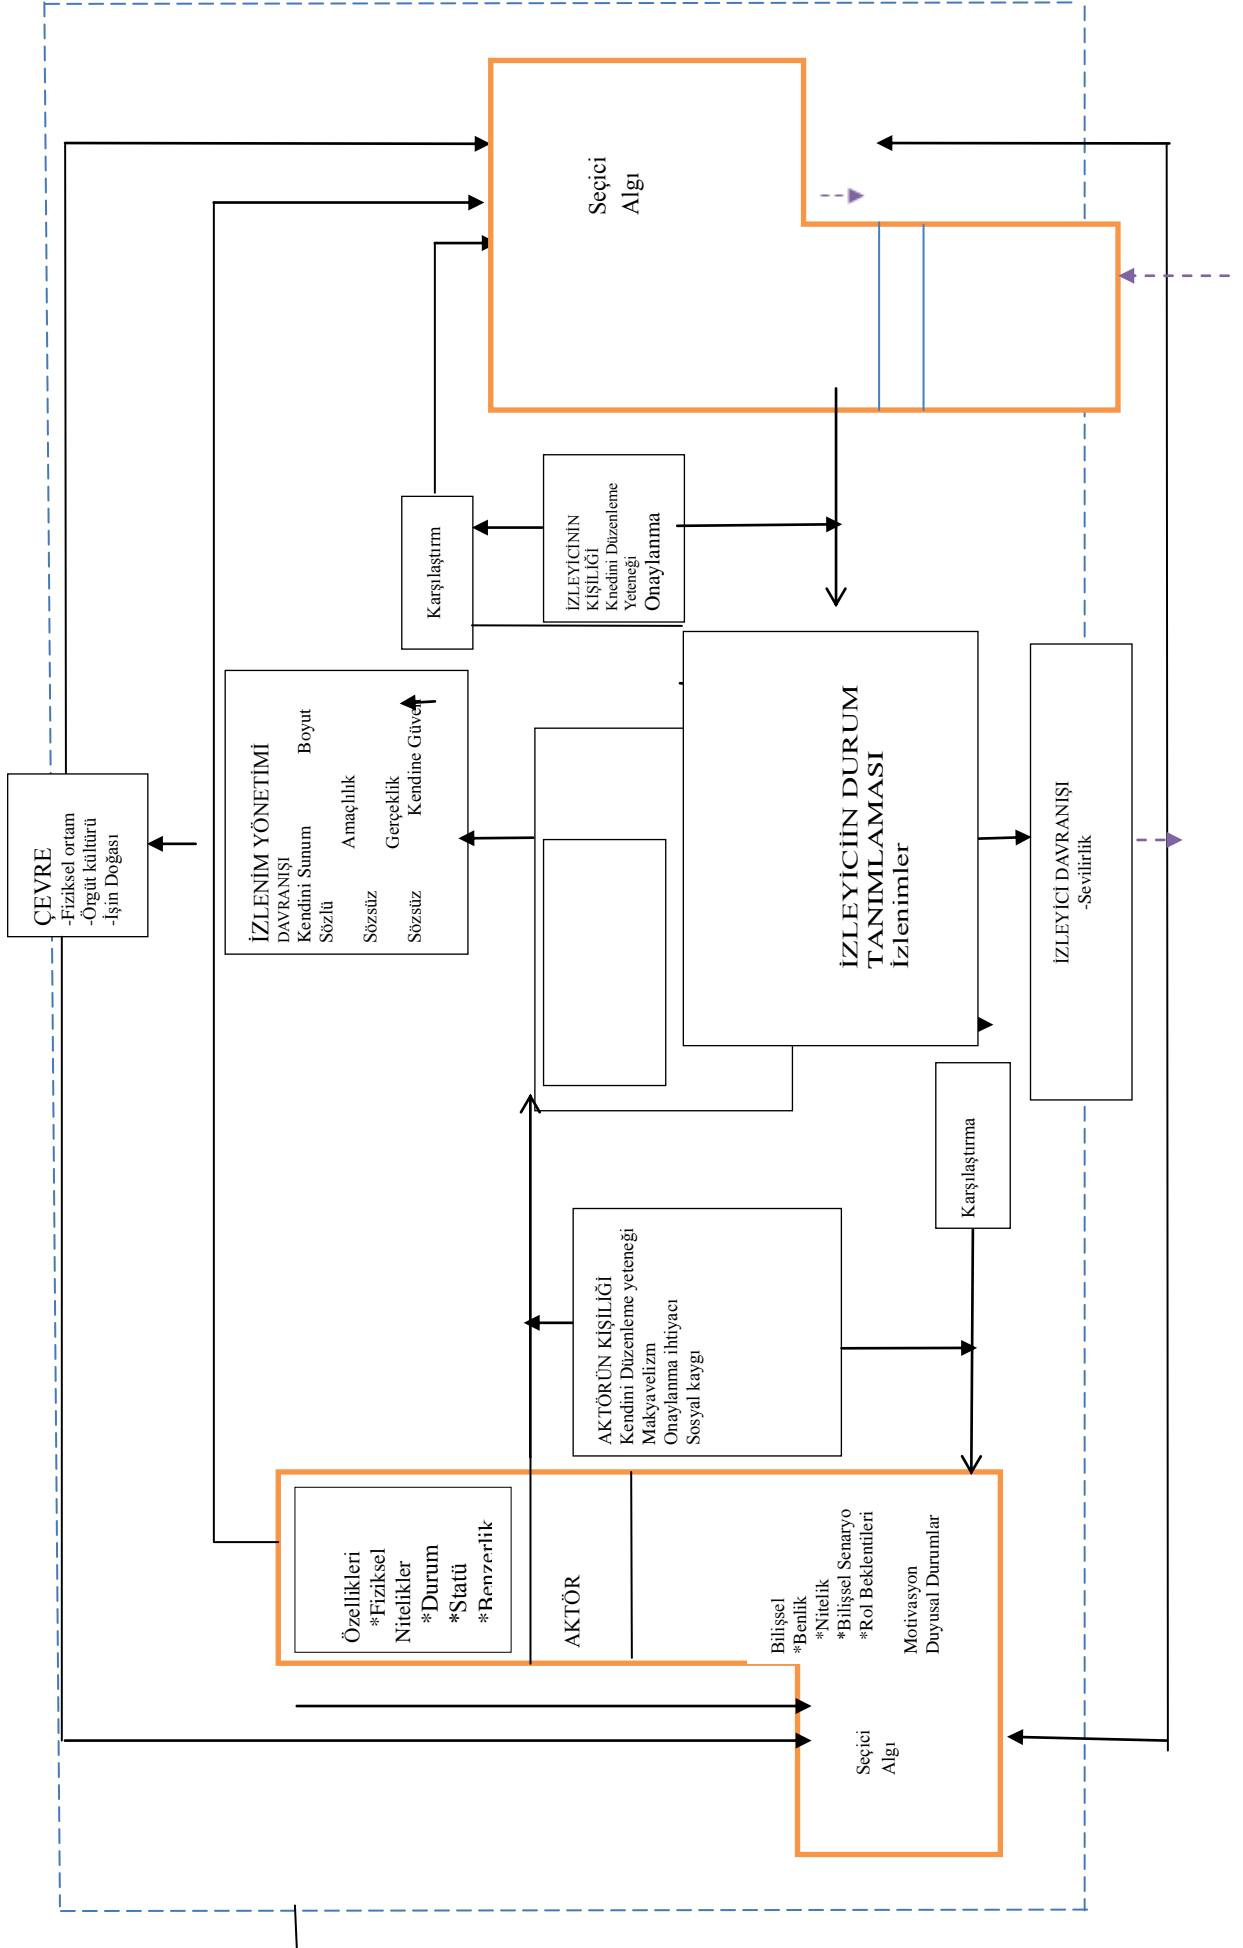 ÇEVRE
-Fiziksel ortam
-Örgüt kültürü
-İşin Doğası
Özellikleri
*Fiziksel
Nitelikler
*Durum
*Statü
*Benzerlik
AKTÖR
Bilişsel
*Benlik
*Nitelik
*Bilişsel Senaryo
*Rol Beklentileri
Motivasyon
Duyusal Durumlar
Seçici
Algı
AKTÖRÜN KİŞİLİĞİ
Kendini Düzenleme yeteneği
Makyavelizm
Onaylanma ihtiyacı
Sosyal kaygı
Karşılaştırma
İZLENİM YÖNETİMİ
DAVRANIŞI
Kendini Sunum Boyut
Sözlü
Amaçlılık
Sözsüz
Gerçeklik
Sözsüz Kendine Güven
İZLEYİCİİN DURUM
TANIMLAMASI
İzlenimler
İZLEYİCİ DAVRANIŞI
-Sevilirlik
Karşılaştırm
İZLEYİCİNİN
KİŞİLİĞİ
Knedini Düzenleme
Yeteneği
Onaylanma
Seçici
Algı